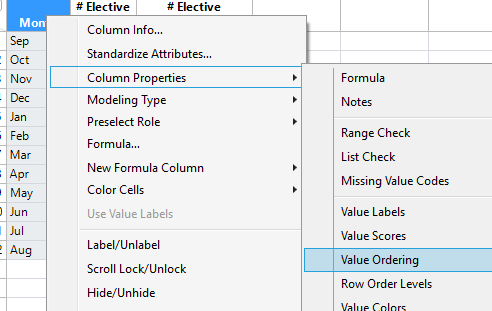 # Elective # Elective
Mon
Sep
Oct
Nov
Dec
Jan
Feb
Mar
Apr
May
Jun
Jul
Aug
Column Info...
Standardize Attributes...
Column Properties
Modeling Type
Preselect Role
Formula...
New Formula Column
Color Cells
Use Value Labels
Label/Unlabel
Scroll Lock/Unlock
Hide/Unhide
Formula
Notes
Range Check
List Check
Missing Value Codes
Value Labels
Value Scores
Value Ordering
Row Order Levels
Value Colors